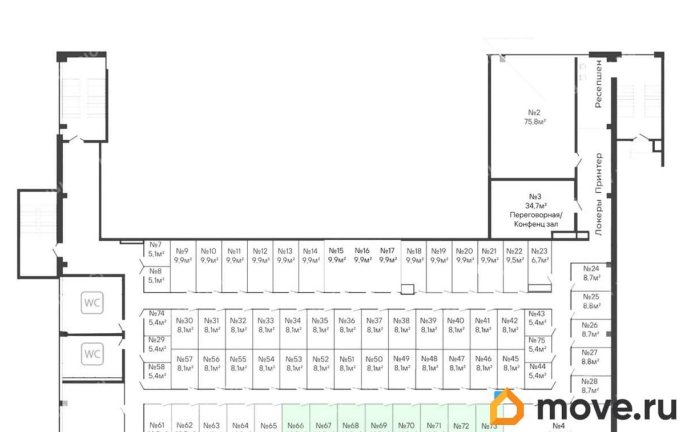 №2
75.8м²
Ресепшен
№3
34,7м²
Переговорная/
Конфенц зал
Локеры Принтер
№7
5,1м²
№8
5,1м²
№9 №10 №11 №12 №13 №14 №15 №16 №17 №18 №19 №20 №21 №22 №23
9,9м² 9,9м² 9,9м² 9,9м² 9,9м² 9,9м² 9,9м² 9,9м² 9,9м² 9,9м² 9,9м² 9,9м² 9,9м² 9,5м² 6,7м²
№24
8,7м²
№25
8,8м²
№26
8,7м²
№27
8,8м²
№28
8,7м²
WC
WC
№74
5,4м²
№29
5,4м²
№58
5,4м²
№30 №31 №32 №33 №34 №35 №36 №37 №38 №39 №40 №41 №42
8,1м² 8,1м² 8,1м² 8,1м² 8,1м² 8,1м² 8,1м² 8,1м² 8,1м² 8,1м² 8,1м² 8,1м² 8,1м²
№57 №56 №55 №54 №53 №52 №51 №50 №49 №48 №47 №46 №45
8,1м² 8,1м² 8,1м² 8,1м² 8,1м² 8,1м² 8,1м² 8,1м² 8,1м² 8,1м² 8,1м² 8,1м² 8,1м²
№43
5,4м²
№75
5,4м²
№44
5,4м²
№61 №62 №63 №64 №65 №66 №67 №68 №69 №70 №71 №72 №73 №4
move.ru